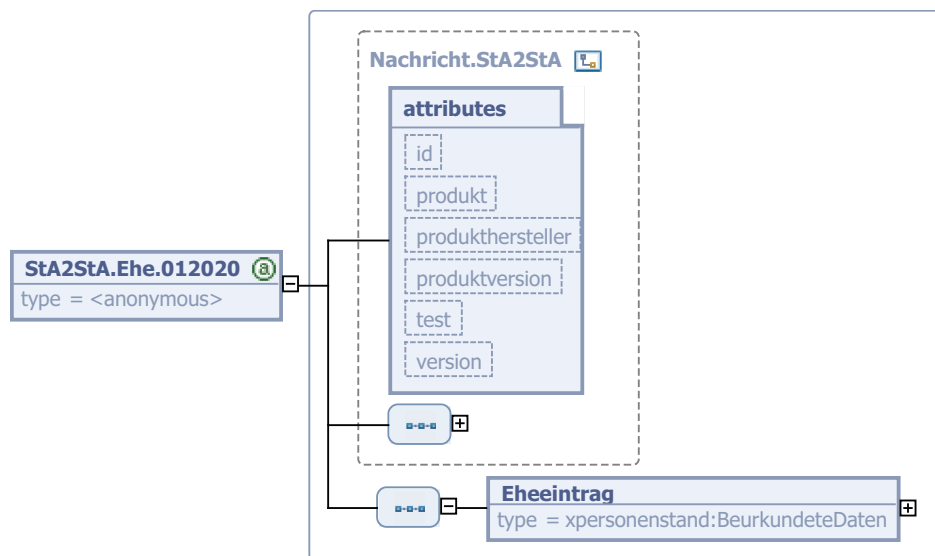 Nachricht.StA2StA
attributes
id
produkt
produkthersteller
produktversion
test
version
StA2StA.Ehe.012020 @
type = <anonymous>
Eheeintrag
type = xpersonenstand:BeurkundeteDaten